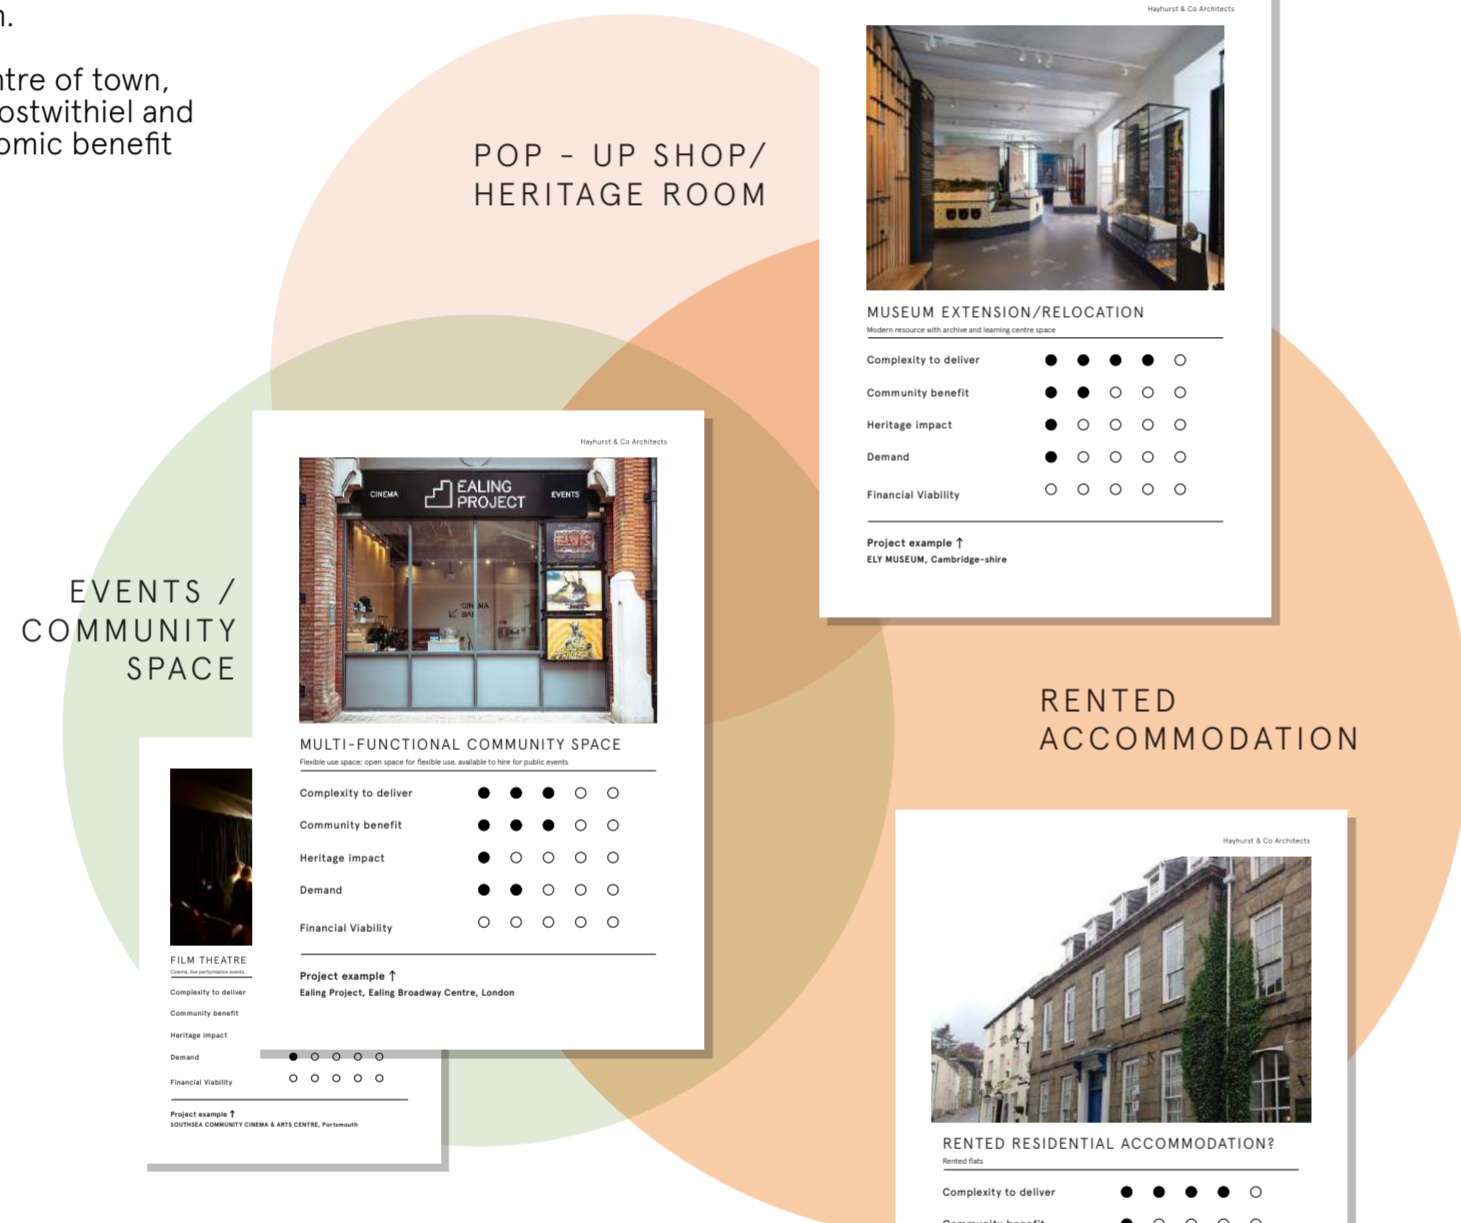 n.
ntre of town,
ostwithiel and
omic benefit
POP - UP SHOP/
HERITAGE ROOM
Hayhurst & Co Architects
MUSEUM EXTENSION/RELOCATION
Modern resource with archive and learning centre space
Complexity to deliver
Community benefit
Heritage impact
Demand
Financial Viability
Project example ↑
ELY MUSEUM, Cambridge-shire
EVENTS /
COMMUNITY
SPACE
Hayhurst & Co Architects
CINEMA
EALING
PROJECT
EVENTS
ELVIS
CINEMA
BAR
MULTI-FUNCTIONAL COMMUNITY SPACE
Flexible use space; open space for flexible use, available to hire for public events
Complexity to deliver
Community benefit
Heritage impact
Demand
Financial Viability
Project example ↑
Ealing Project, Ealing Broadway Centre, London
FILM THEATRE
Cinema, live performance events.
Complexity to deliver
Community benefit
Heritage impact
Demand
Financial Viability
Project example ↑
SOUTHSEA COMMUNITY CINEMA & ARTS CENTRE, Portsmouth
RENTED
ACCOMMODATION
Hayhurst & Co Architects
RENTED RESIDENTIAL ACCOMMODATION?
Rented flats
Complexity to deliver
Community benefit